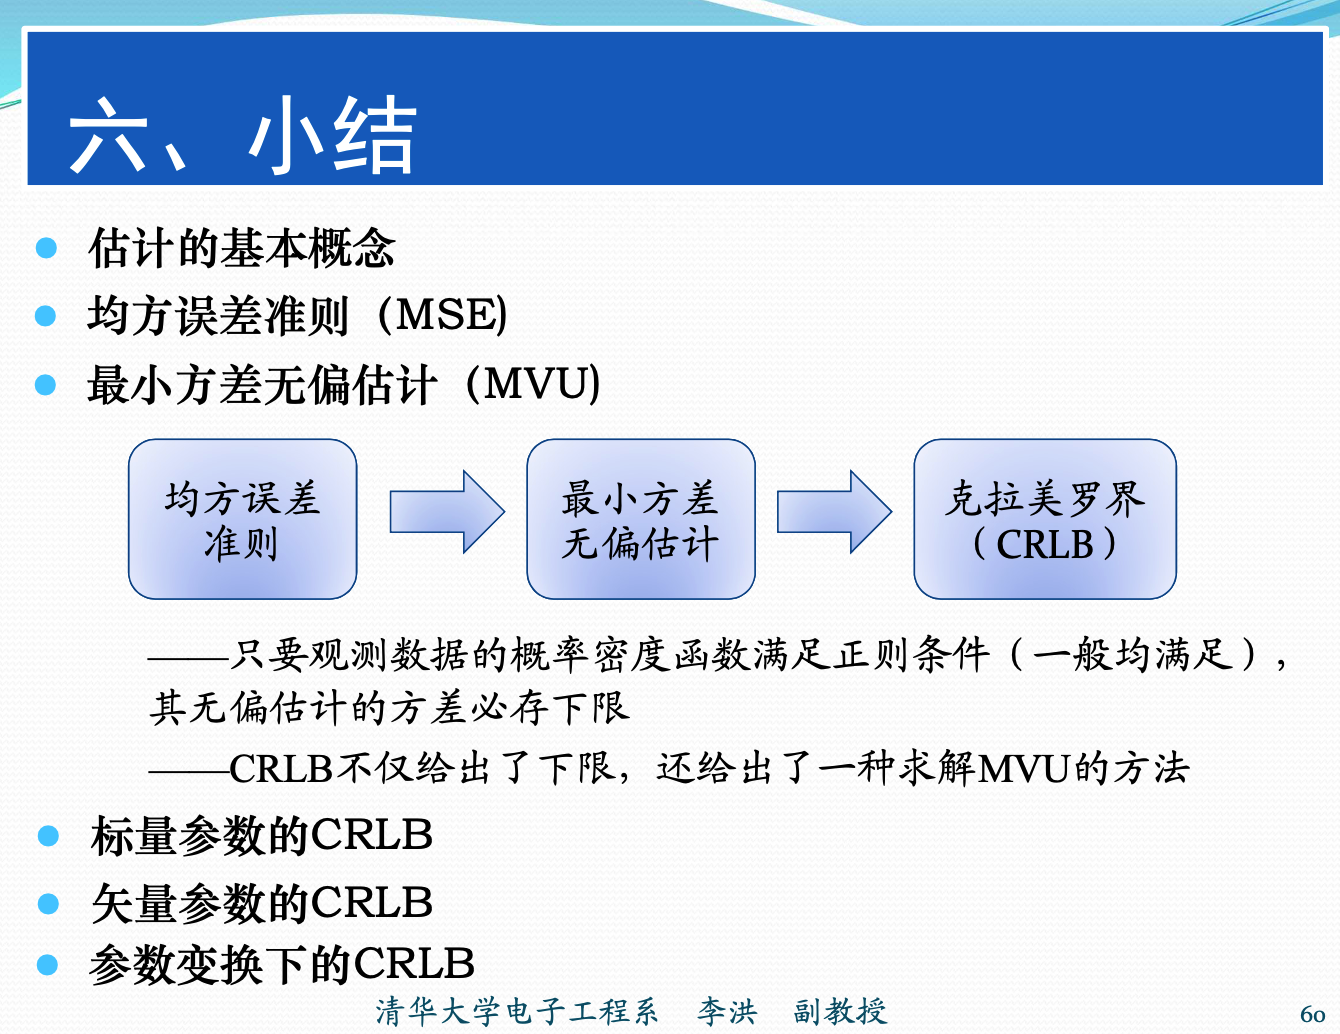 六、小结
估计的基本概念
均方误差准则（MSE)
最小方差无偏估计（MVU)
均方误差
准则
最小方差
无偏估计
克拉美罗界
（CRLB）
——只要观测数据的概率密度函数满足正则条件（一般均满足），
其无偏估计的方差必存下限
——CRLB不仅给出了下限，还给出了一种求解MVU的方法
标量参数的CRLB
矢量参数的CRLB
参数变换下的CRLB
清华大学电子工程系 李洪 副教授
60